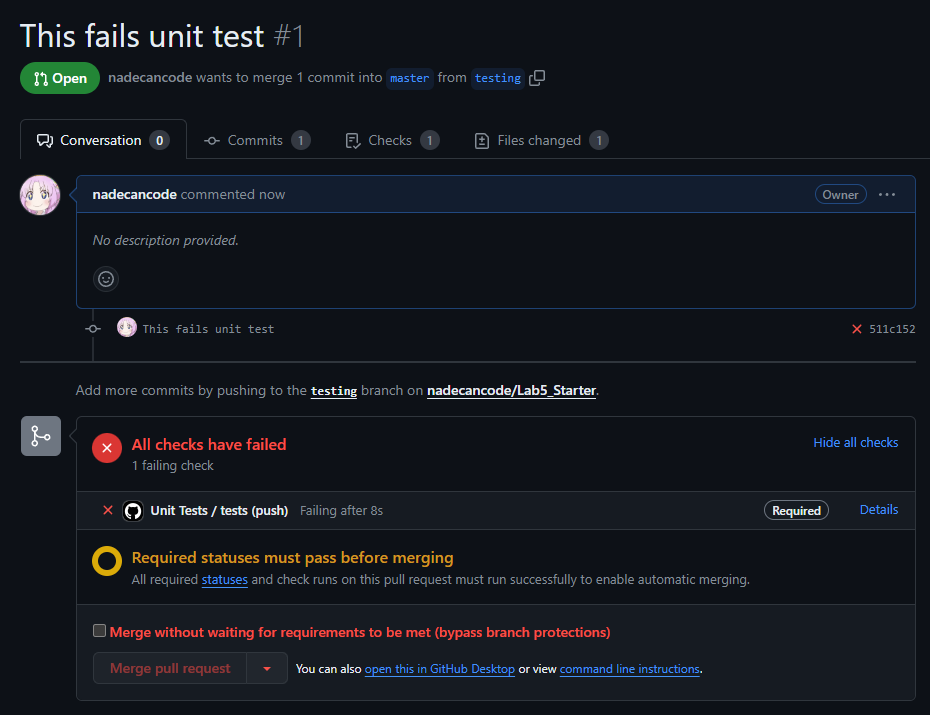 This fails unit test #1
Open nadecancode wants to merge 1 commit into master from testing
Conversation 0 Commits 1 Checks 1 Files changed 1
nadecancode commented now Owner
No description provided.
This fails unit test 511c152
Add more commits by pushing to the testing branch on nadecancode/Lab5_Starter.
All checks have failed Hide all checks
1 failing check
Unit Tests / tests (push) Failing after 8s Required Details
Required statuses must pass before merging
All required statuses and check runs on this pull request must run successfully to enable automatic merging.
Merge without waiting for requirements to be met (bypass branch protections)
Merge pull request You can also open this in GitHub Desktop or view command line instructions.